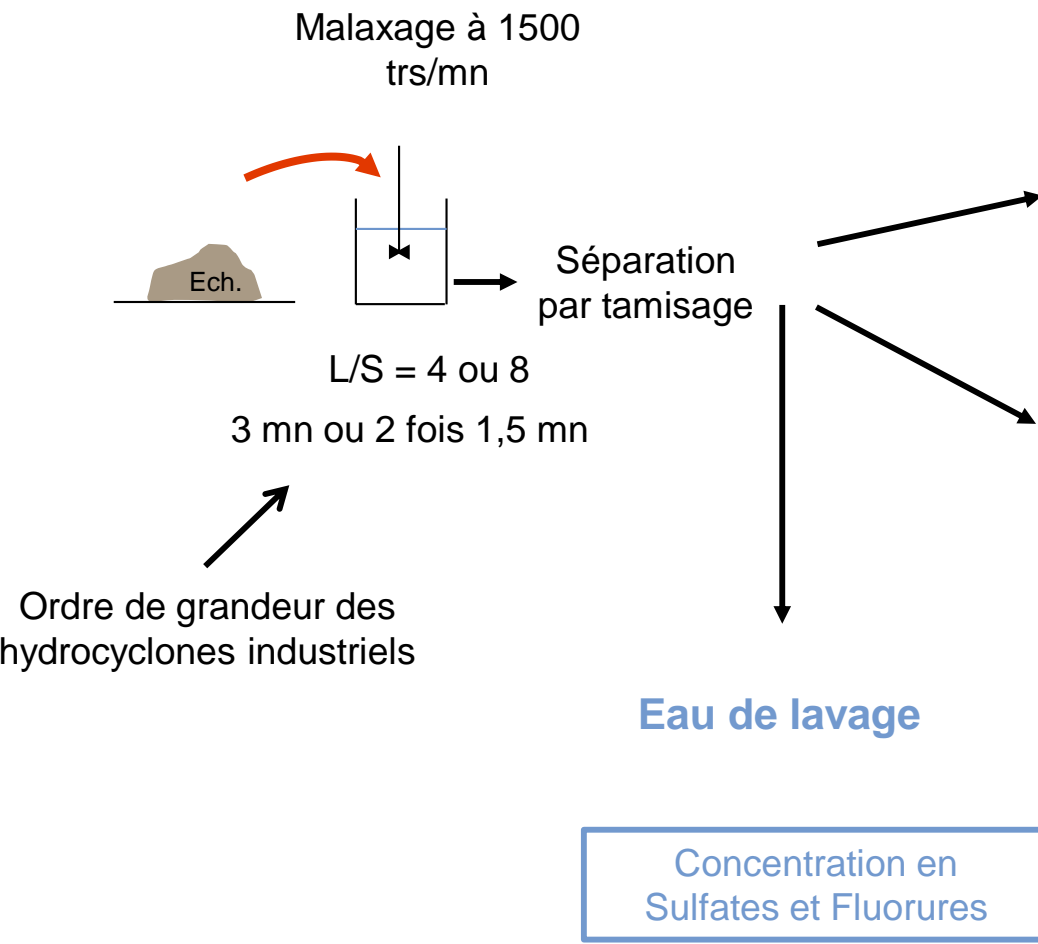 Malaxage à 1500
trs/mn
Ech.
Séparation
par tamisage
L/S = 4 ou 8
3 mn ou 2 fois 1,5 mn
Ordre de grandeur des
hydrocyclones industriels
Eau de lavage
Concentration en
Sulfates et Fluorures